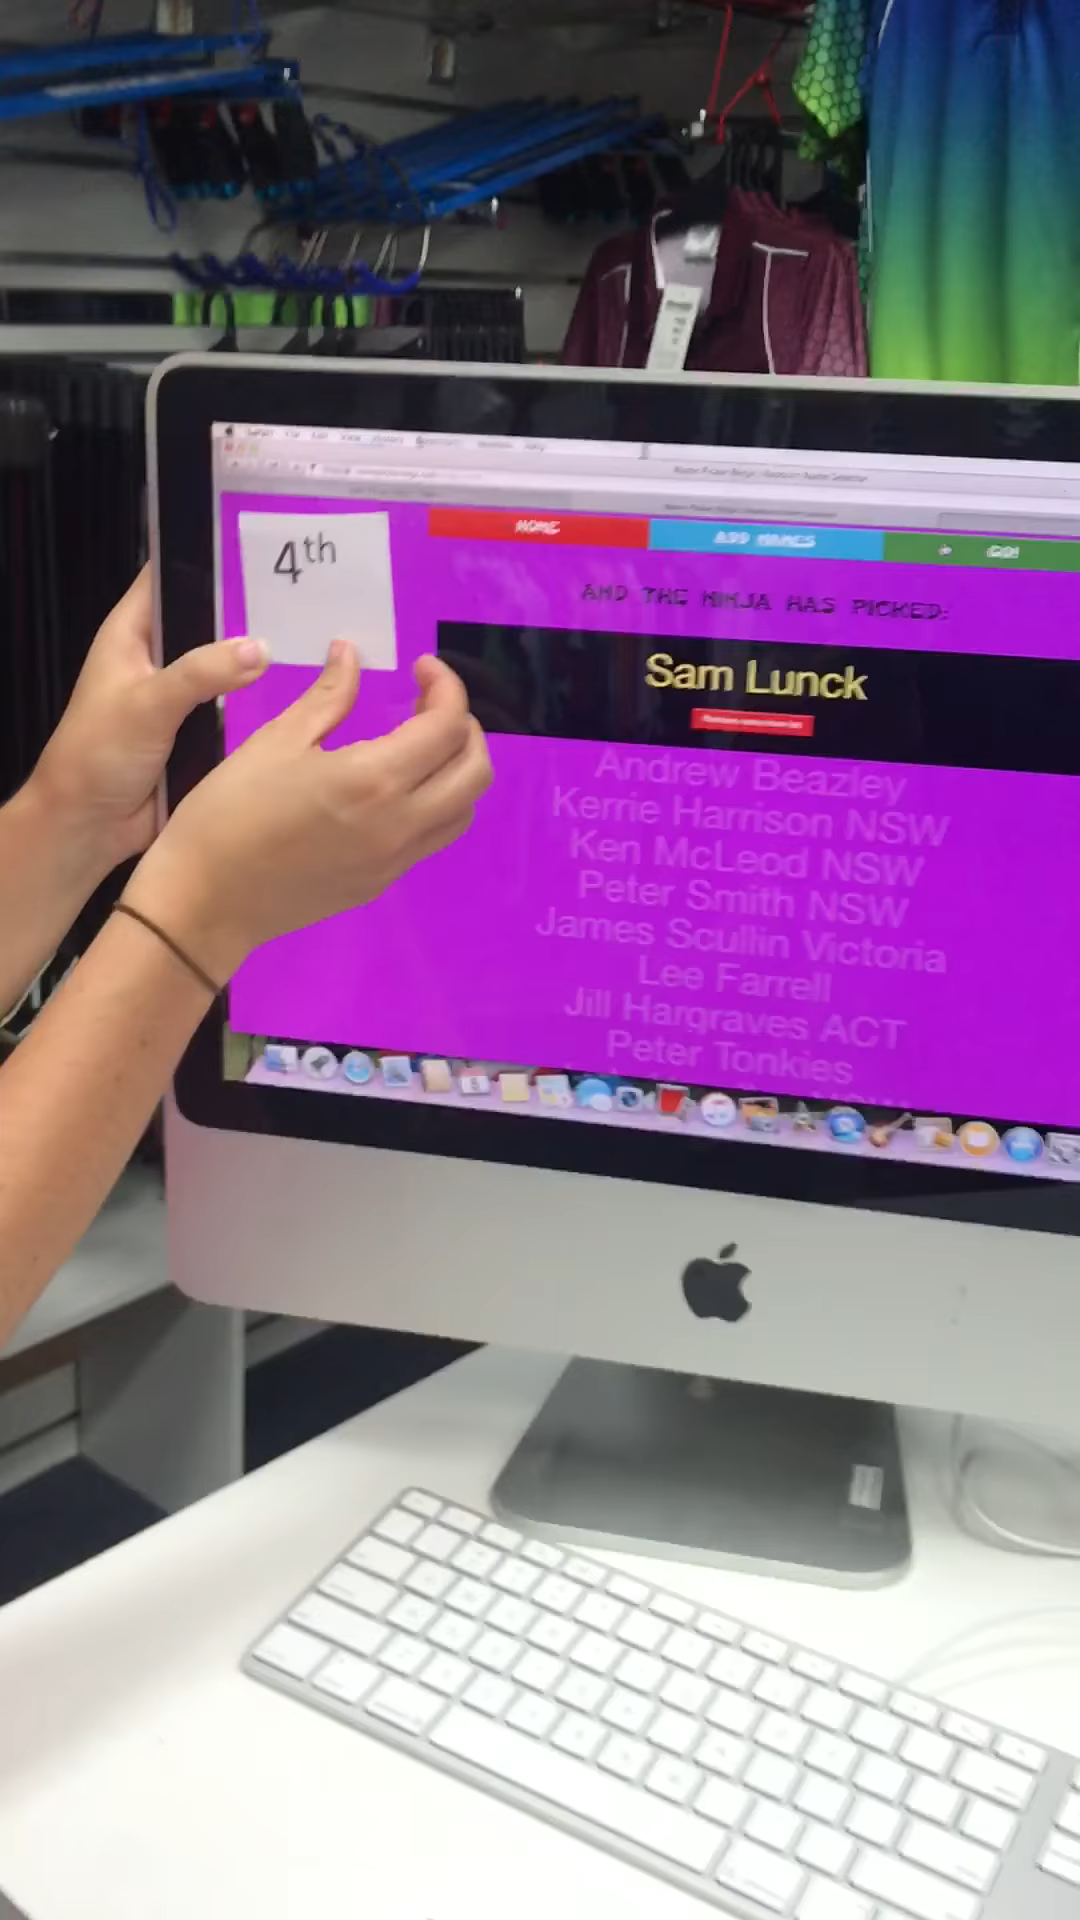 4th
HOME
ADD NAMES
GO!
AND THE NINJA HAS PICKED:
Sam Lunck
Andrew Beazley
Kerrie Harrison NSW
Ken McLeod NSW
Peter Smith NSW
James Scullin Victoria
Lee Farrell
Jill Hargraves ACT
Peter Tonkies